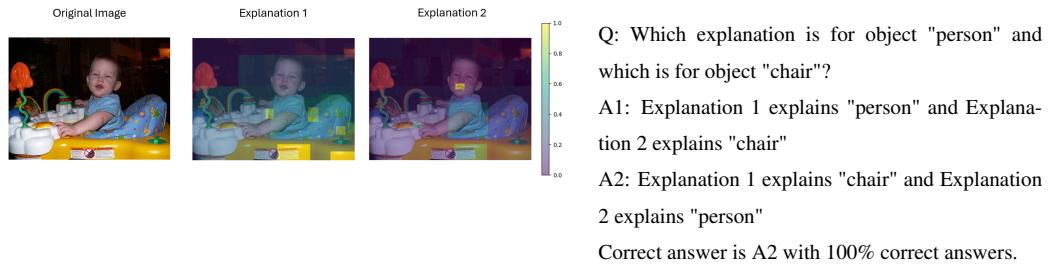 Original Image
Explanation 1
Explanation 2
1.0
0.8
0.6
0.4
0.2
0.0
Q: Which explanation is for object "person" and
which is for object "chair"?
A1: Explanation 1 explains "person" and Explana-
tion 2 explains "chair"
A2: Explanation 1 explains "chair" and Explanation
2 explains "person"
Correct answer is A2 with 100% correct answers.